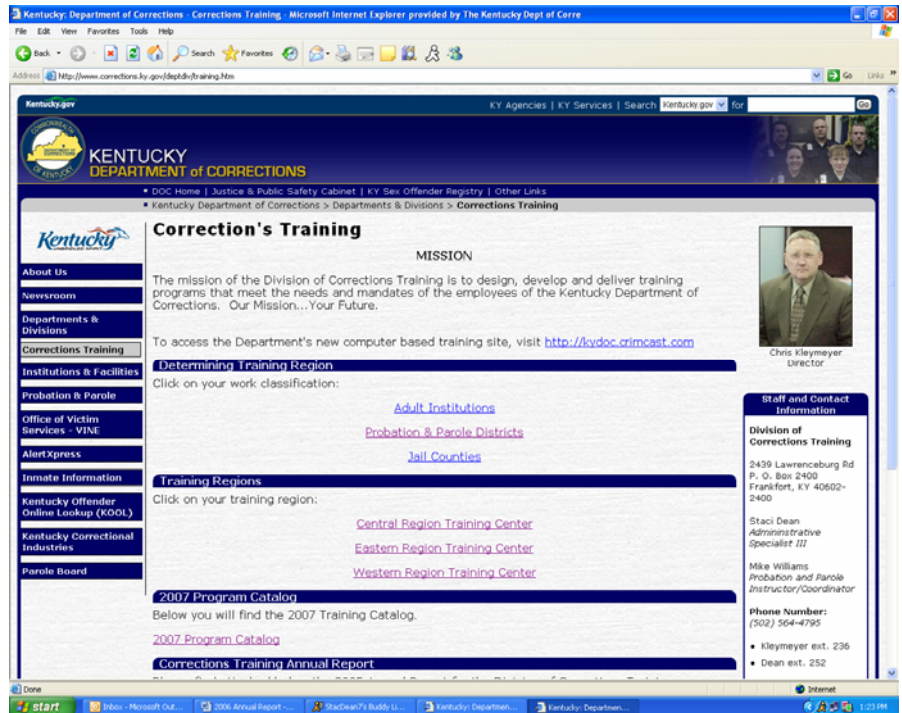 Kentucky: Department of Corrections - Corrections Training - Microsoft Internet Explorer provided by The Kentucky Dept of Corre
File Edit View Favorites Tools Help
Back Search Favorites
Address http://www.corrections.ky.gov/deptdiv/training.htm Go Links
Kentucky.gov KY Agencies | KY Services | Search Kentucky.gov for Go
KENTUCKY
DEPARTMENT of CORRECTIONS
DOC Home | Justice & Public Safety Cabinet | KY Sex Offender Registry | Other Links
Kentucky Department of Corrections > Departments & Divisions > Corrections Training
Kentucky
UNBRIDLED SPIRIT
About Us
Newsroom
Departments &
Divisions
Corrections Training
Institutions & Facilities
Probation & Parole
Office of Victim
Services - VINE
AlertXpress
Inmate Information
Kentucky Offender
Online Lookup (KOOL)
Kentucky Correctional
Industries
Parole Board
Correction's Training
MISSION
The mission of the Division of Corrections Training is to design, develop and deliver training
programs that meet the needs and mandates of the employees of the Kentucky Department of
Corrections. Our Mission...Your Future.
To access the Department's new computer based training site, visit http://kydoc.crimcast.com
Determining Training Region
Click on your work classification:
Adult Institutions
Probation & Parole Districts
Jail Counties
Training Regions
Click on your training region:
Central Region Training Center
Eastern Region Training Center
Western Region Training Center
2007 Program Catalog
Below you will find the 2007 Training Catalog.
2007 Program Catalog
Corrections Training Annual Report
Chris Kleymeyer
Director
Staff and Contact
Information
Division of
Corrections Training
2439 Lawrenceburg Rd
P. O. Box 2400
Frankfort, KY 40602-
2400
Staci Dean
Admininstrative
Specialist III
Mike Williams
Probation and Parole
Instructor/Coordinator
Phone Number:
(502) 564-4795
Kleymeyer ext. 236
Dean ext. 252
Done Internet
start Inbox - Microsoft Out... 2006 Annual Report -... StacDean7's Buddy Li... Kentucky: Departmen... Kentucky: Departmen... 1:23 PM